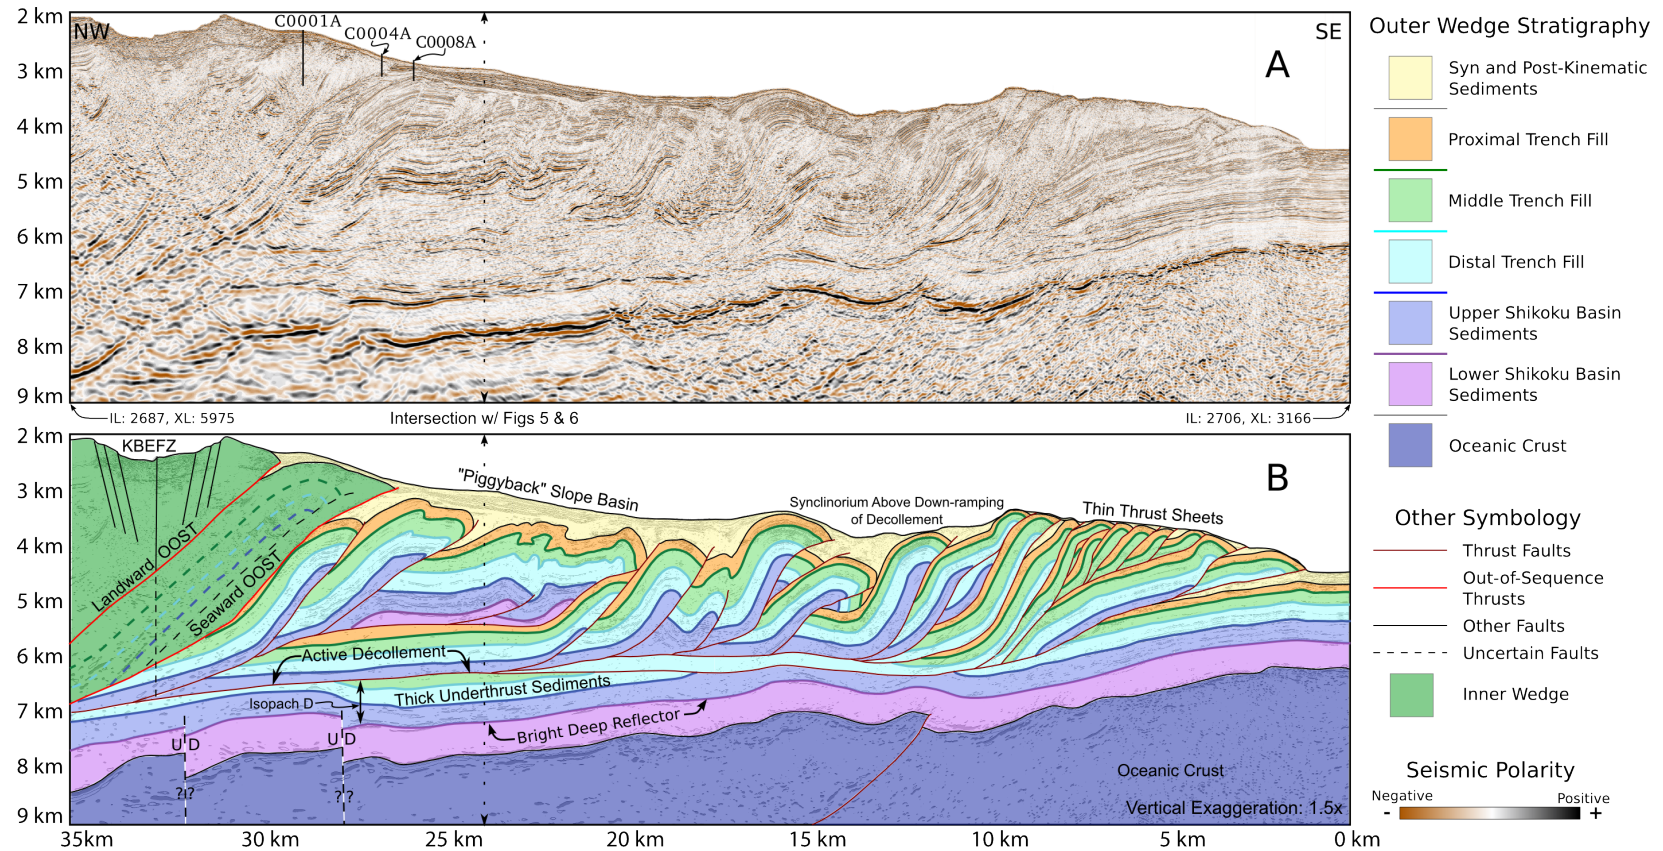 2 km
3 km
4 km
5 km
6 km
7 km
8 km
9 km
NW
C0001A
C0004A
C0008A
SE
A
IL: 2687, XL: 5975
Intersection w/ Figs 5 & 6
IL: 2706, XL: 3166
2 km
3 km
4 km
5 km
6 km
7 km
8 km
9 km
KBEFZ
"Piggyback" Slope Basin
Synclinorium Above Down-ramping
of Decollement
Thin Thrust Sheets
B
Landward OOST
Seaward OOST
Active Décollement
Thick Underthrust Sediments
Isopach D
Bright Deep Reflector
U D
U D
??
??
Oceanic Crust
Vertical Exaggeration: 1.5x
35km
30 km
25 km
20 km
15 km
10 km
5 km
0 km
Outer Wedge Stratigraphy
Syn and Post-Kinematic
Sediments
Proximal Trench Fill
Middle Trench Fill
Distal Trench Fill
Upper Shikoku Basin
Sediments
Lower Shikoku Basin
Sediments
Oceanic Crust
Other Symbology
Thrust Faults
Out-of-Sequence
Thrusts
Other Faults
Uncertain Faults
Inner Wedge
Seismic Polarity
Negative
Positive
- +